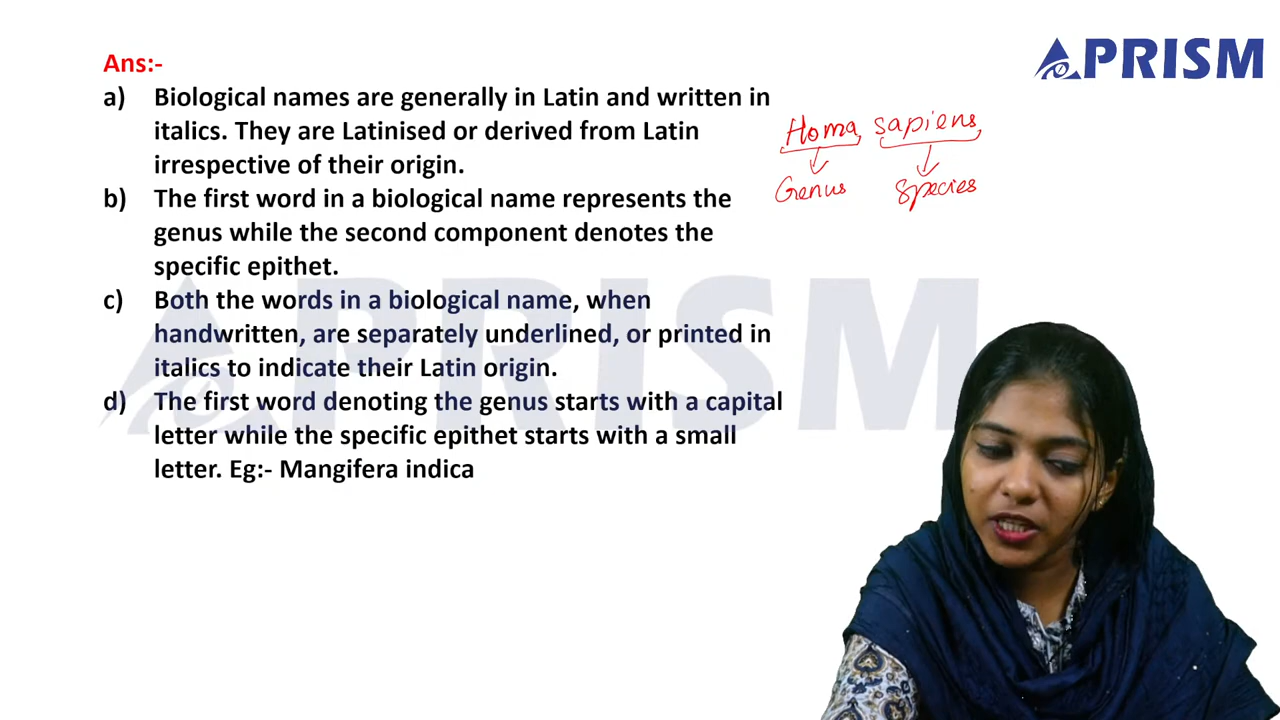 PRISM
Ans:-
a) Biological names are generally in Latin and written in
italics. They are Latinised or derived from Latin
irrespective of their origin.
b) The first word in a biological name represents the
genus while the second component denotes the
specific epithet.
c) Both the words in a biological name, when
handwritten, are separately underlined, or printed in
italics to indicate their Latin origin.
d) The first word denoting the genus starts with a capital
letter while the specific epithet starts with a small
letter. Eg:- Mangifera indica
Homa sapiens
Genus Species
PRISM